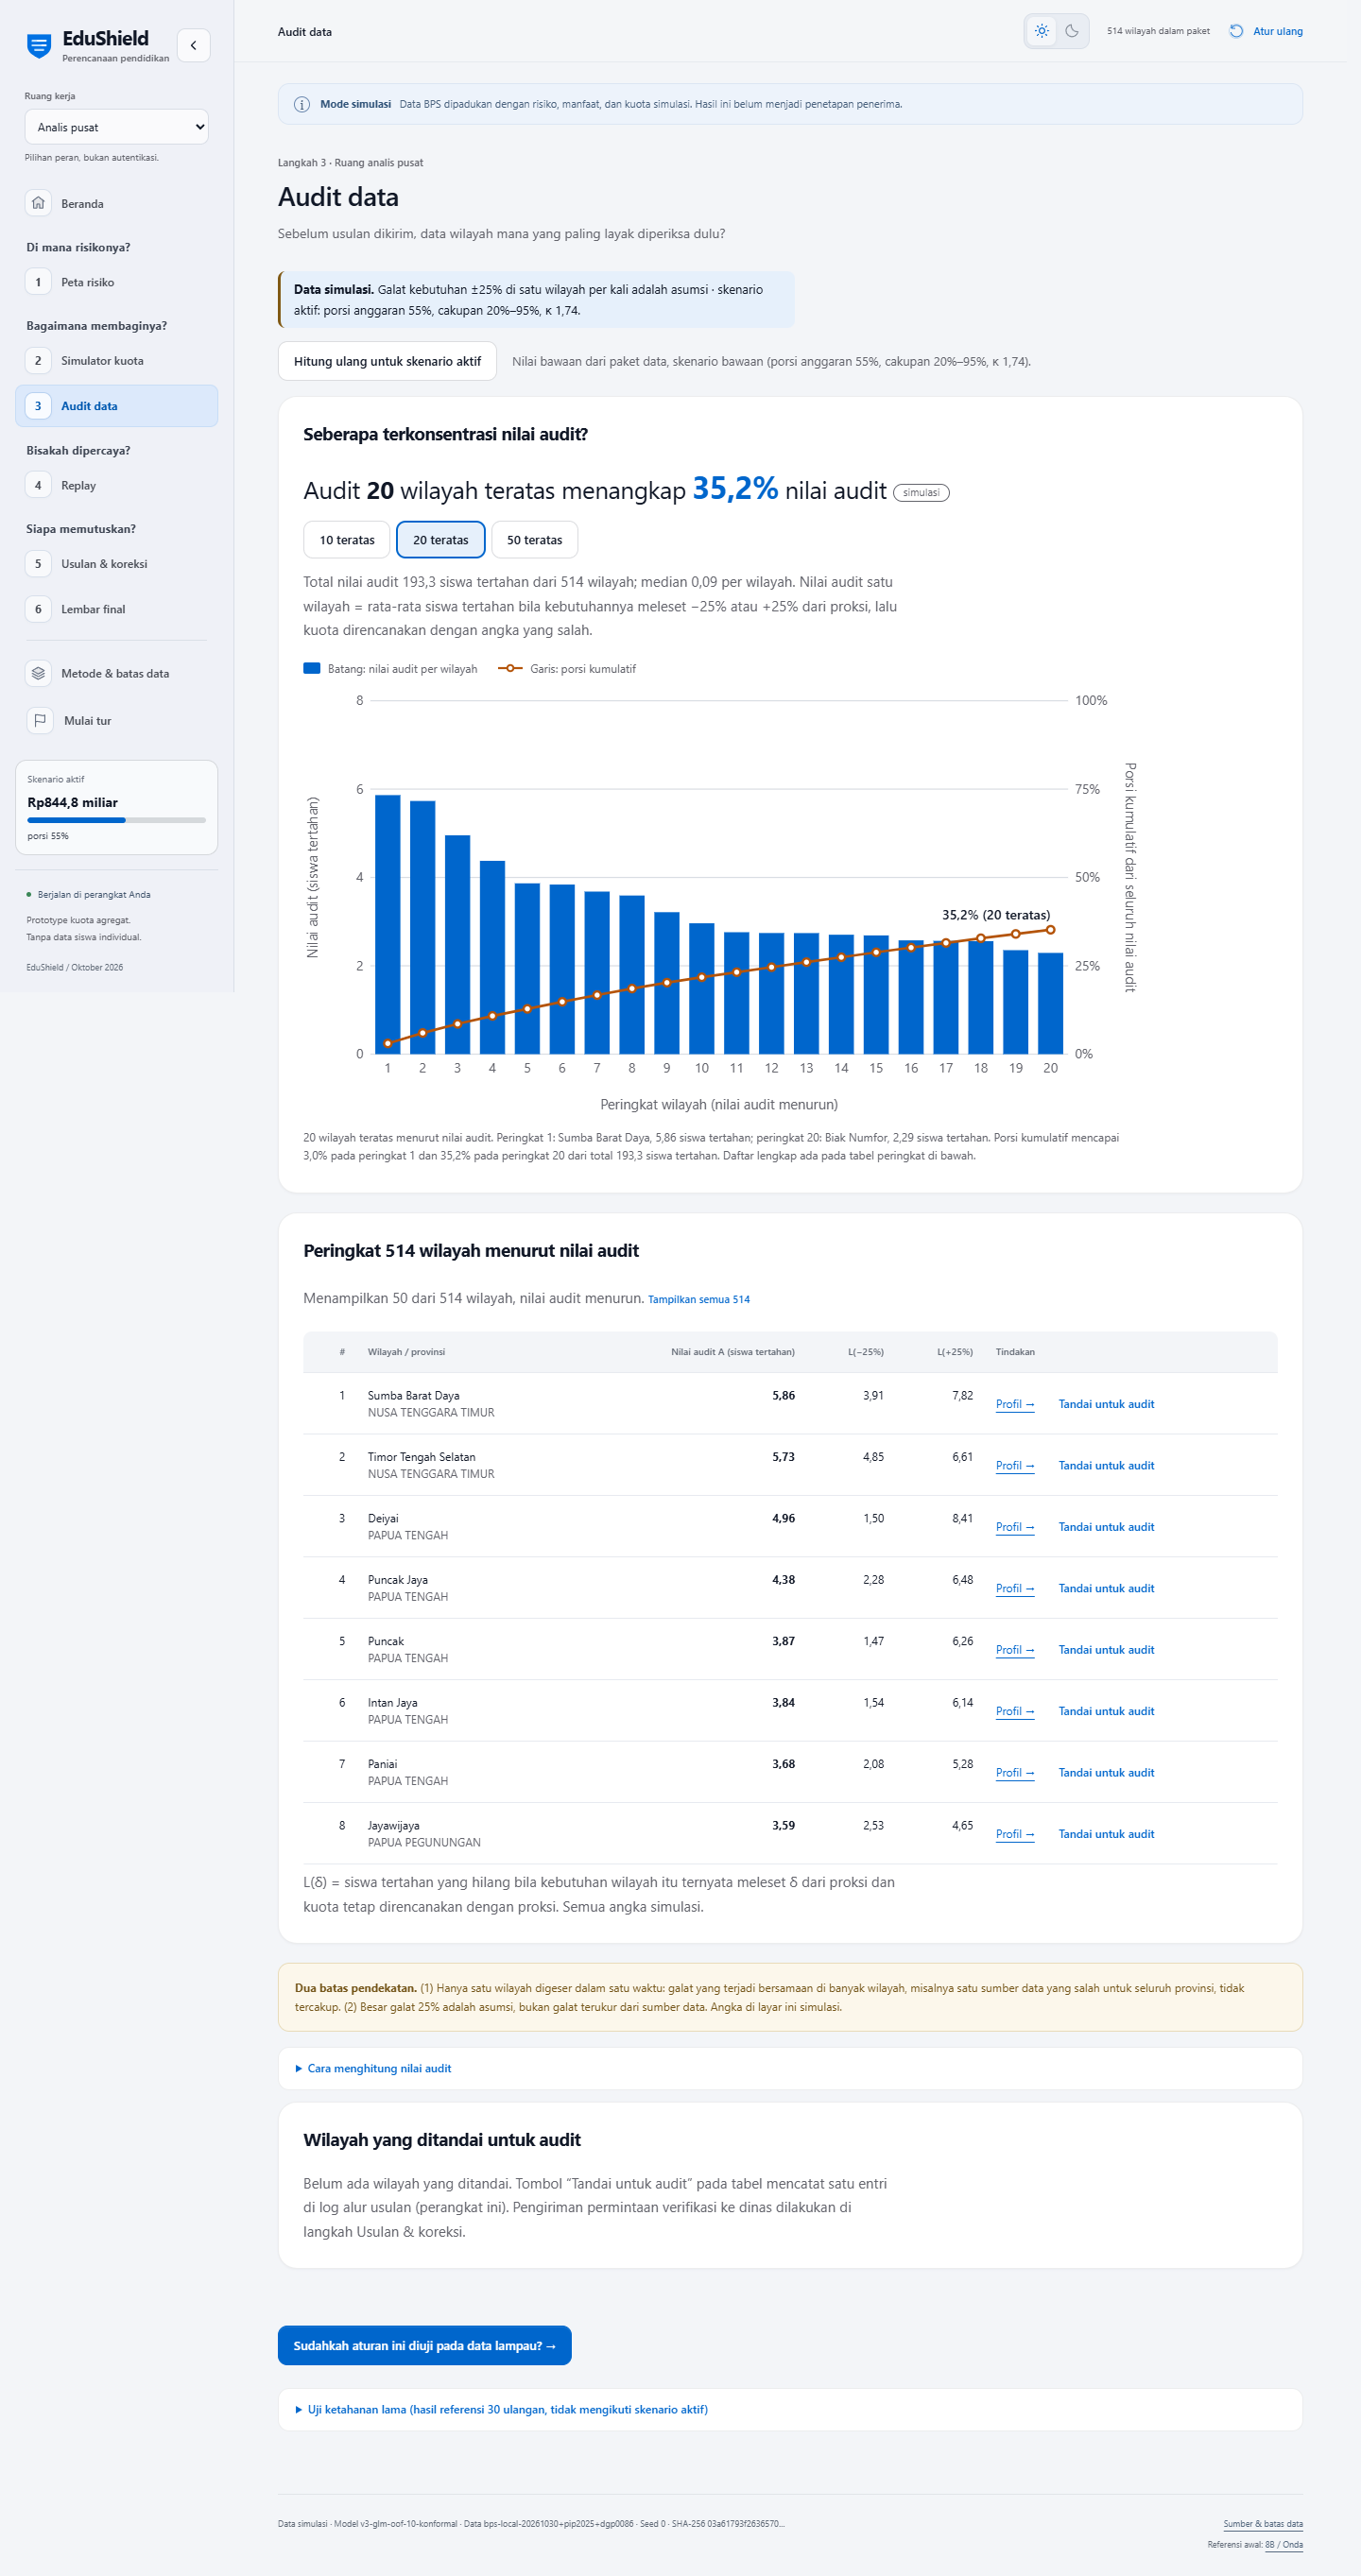 EduShield
Perencanaan pendidikan
Ruang kerja
Analis pusat
Pilihan peran, bukan autentikasi.
Beranda
Di mana risikonya?
1 Peta risiko
Bagaimana membaginya?
2 Simulator kuota
3 Audit data
Bisakah dipercaya?
4 Replay
Siapa memutuskan?
5 Usulan & koreksi
6 Lembar final
Metode & batas data
Mulai tur
Skenario aktif
Rp844,8 miliar
porsi 55%
Berjalan di perangkat Anda
Prototype kuota agregat.
Tanpa data siswa individual.
EduShield / Oktober 2026
Audit data
514 wilayah dalam paket
Atur ulang
Mode simulasi Data BPS dipadukan dengan risiko, manfaat, dan kuota simulasi. Hasil ini belum menjadi penetapan penerima.
Langkah 3 · Ruang analis pusat
Audit data
Sebelum usulan dikirim, data wilayah mana yang paling layak diperiksa dulu?
Data simulasi. Galat kebutuhan ±25% di satu wilayah per kali adalah asumsi · skenario
aktif: porsi anggaran 55%, cakupan 20%–95%, κ 1,74.
Hitung ulang untuk skenario aktif
Nilai bawaan dari paket data, skenario bawaan (porsi anggaran 55%, cakupan 20%–95%, κ 1,74).
Seberapa terkonsentrasi nilai audit?
Audit 20 wilayah teratas menangkap 35,2% nilai audit simulasi
10 teratas
20 teratas
50 teratas
Total nilai audit 193,3 siswa tertahan dari 514 wilayah; median 0,09 per wilayah. Nilai audit satu
wilayah = rata-rata siswa tertahan bila kebutuhannya meleset −25% atau +25% dari proksi, lalu
kuota direncanakan dengan angka yang salah.
Batang: nilai audit per wilayah
Garis: porsi kumulatif
Nilai audit (siswa tertahan)
8
6
4
2
0
100%
75%
50%
25%
0%
Porsi kumulatif dari seluruh nilai audit
35,2% (20 teratas)
1 2 3 4 5 6 7 8 9 10 11 12 13 14 15 16 17 18 19 20
Peringkat wilayah (nilai audit menurun)
20 wilayah teratas menurut nilai audit. Peringkat 1: Sumba Barat Daya, 5,86 siswa tertahan; peringkat 20: Biak Numfor, 2,29 siswa tertahan. Porsi kumulatif mencapai
3,0% pada peringkat 1 dan 35,2% pada peringkat 20 dari total 193,3 siswa tertahan. Daftar lengkap ada pada tabel peringkat di bawah.
Peringkat 514 wilayah menurut nilai audit
Menampilkan 50 dari 514 wilayah, nilai audit menurun. Tampilkan semua 514
# Wilayah / provinsi Nilai audit A (siswa tertahan) L(−25%) L(+25%) Tindakan
1 Sumba Barat Daya 5,86 3,91 7,82 Profil → Tandai untuk audit
NUSA TENGGARA TIMUR
2 Timor Tengah Selatan 5,73 4,85 6,61 Profil → Tandai untuk audit
NUSA TENGGARA TIMUR
3 Deiyai 4,96 1,50 8,41 Profil → Tandai untuk audit
PAPUA TENGAH
4 Puncak Jaya 4,38 2,28 6,48 Profil → Tandai untuk audit
PAPUA TENGAH
5 Puncak 3,87 1,47 6,26 Profil → Tandai untuk audit
PAPUA TENGAH
6 Intan Jaya 3,84 1,54 6,14 Profil → Tandai untuk audit
PAPUA TENGAH
7 Paniai 3,68 2,08 5,28 Profil → Tandai untuk audit
PAPUA TENGAH
8 Jayawijaya 3,59 2,53 4,65 Profil → Tandai untuk audit
PAPUA PEGUNUNGAN
L(δ) = siswa tertahan yang hilang bila kebutuhan wilayah itu ternyata meleset δ dari proksi dan
kuota tetap direncanakan dengan proksi. Semua angka simulasi.
Dua batas pendekatan. (1) Hanya satu wilayah digeser dalam satu waktu: galat yang terjadi bersamaan di banyak wilayah, misalnya satu sumber data yang salah untuk seluruh provinsi, tidak
tercakup. (2) Besar galat 25% adalah asumsi, bukan galat terukur dari sumber data. Angka di layar ini simulasi.
Cara menghitung nilai audit
Wilayah yang ditandai untuk audit
Belum ada wilayah yang ditandai. Tombol “Tandai untuk audit” pada tabel mencatat satu entri
di log alur usulan (perangkat ini). Pengiriman permintaan verifikasi ke dinas dilakukan di
langkah Usulan & koreksi.
Sudahkah aturan ini diuji pada data lampau? →
Uji ketahanan lama (hasil referensi 30 ulangan, tidak mengikuti skenario aktif)
Data simulasi · Model v3-glm-oof-10-konformal · Data bps-local-20261030+pip2025+dgp0086 · Seed 0 · SHA-256 03a61793f2636570...
Sumber & batas data
Referensi awal: 8B / Onda